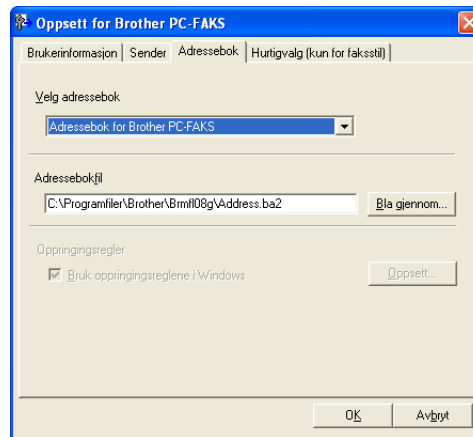 Oppsett for Brother PC-FAKS
Brukerinformasjon Sender Adressebok Hurtigvalg (kun for faksstil)
Velg adressebok
Adressebok for Brother PC-FAKS
Adressebokfil
C:\Programfiler\Brother\Brmfl08g\Address.ba2 Bla gjennom...
Oppringingsregler
Bruk oppringingsreglene i Windows Oppsett...
OK Avbryt